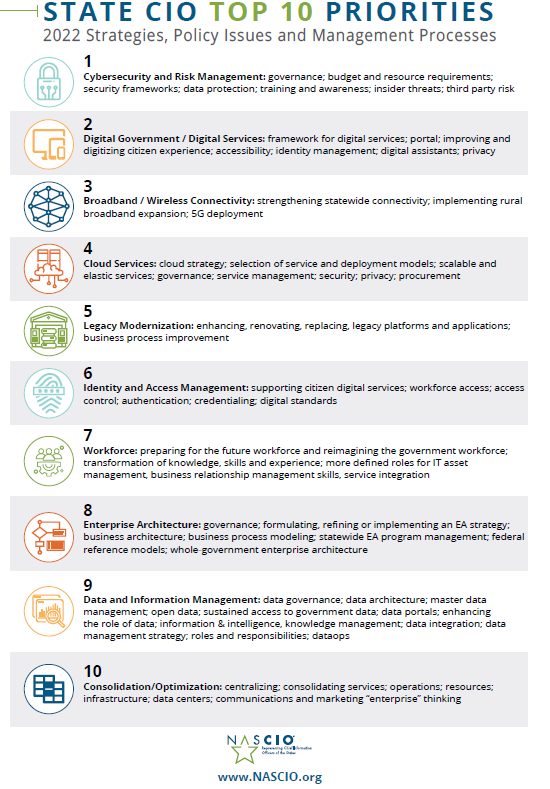 STATE CIO TOP 10 PRIORITIES
2022 Strategies, Policy Issues and Management Processes
1
Cybersecurity and Risk Management: governance; budget and resource requirements;
security frameworks; data protection; training and awareness; insider threats; third party risk
2
Digital Government / Digital Services: framework for digital services; portal; improving and
digitizing citizen experience; accessibility; identity management; digital assistants; privacy
3
Broadband / Wireless Connectivity: strengthening statewide connectivity; implementing rural
broadband expansion; 5G deployment
4
Cloud Services: cloud strategy; selection of service and deployment models; scalable and
elastic services; governance; service management; security; privacy; procurement
5
Legacy Modernization: enhancing, renovating, replacing, legacy platforms and applications;
business process improvement
6
Identity and Access Management: supporting citizen digital services; workforce access; access
control; authentication; credentialing; digital standards
7
Workforce: preparing for the future workforce and reimagining the government workforce;
transformation of knowledge, skills and experience; more defined roles for IT asset
management, business relationship management skills, service integration
8
Enterprise Architecture: governance; formulating, refining or implementing an EA strategy;
business architecture; business process modeling; statewide EA program management; federal
reference models; whole-government enterprise architecture
9
Data and Information Management: data governance; data architecture; master data
management; open data; sustained access to government data; data portals; enhancing
the role of data; information & intelligence, knowledge management; data integration; data
management strategy; roles and responsibilities; dataops
10
Consolidation/Optimization: centralizing; consolidating services; operations; resources;
infrastructure; data centers; communications and marketing “enterprise” thinking
NASCIO
Representing Chief Information
Officers of the States
www.NASCIO.org